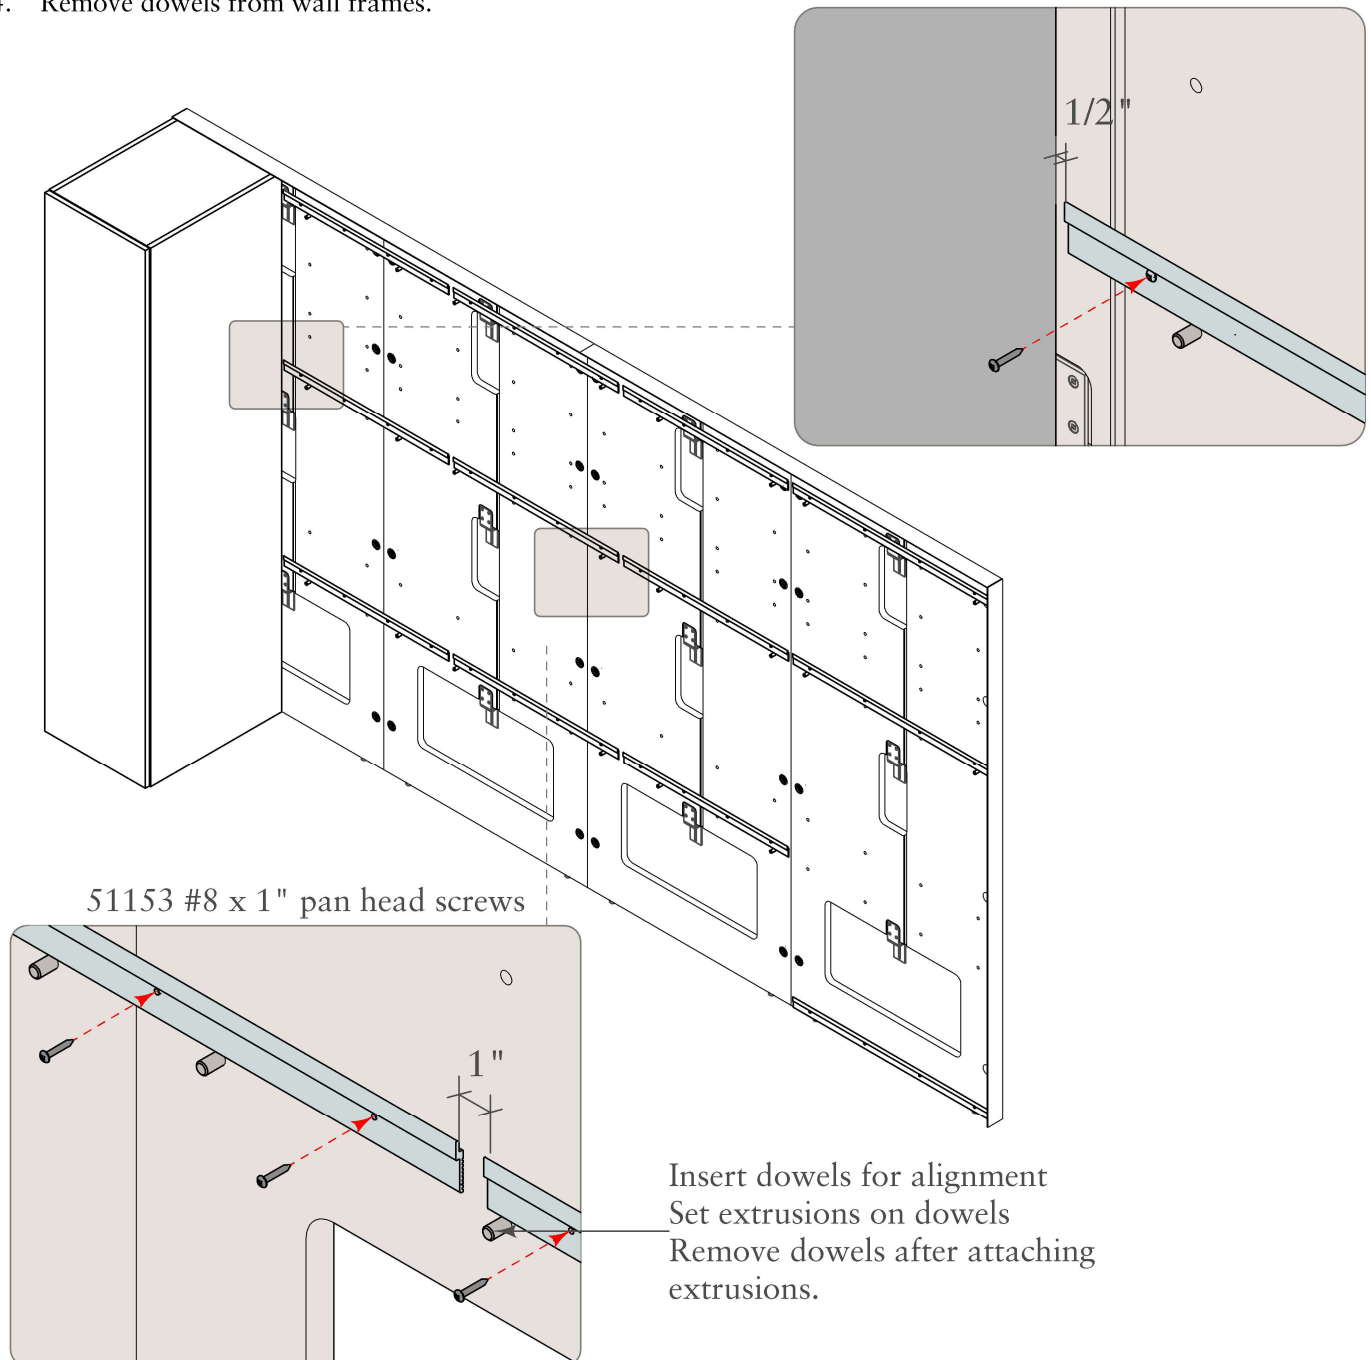 4. Remove dowels from wall frames.
1/2"
51153 #8 x 1" pan head screws
1"
Insert dowels for alignment
Set extrusions on dowels
Remove dowels after attaching
extrusions.